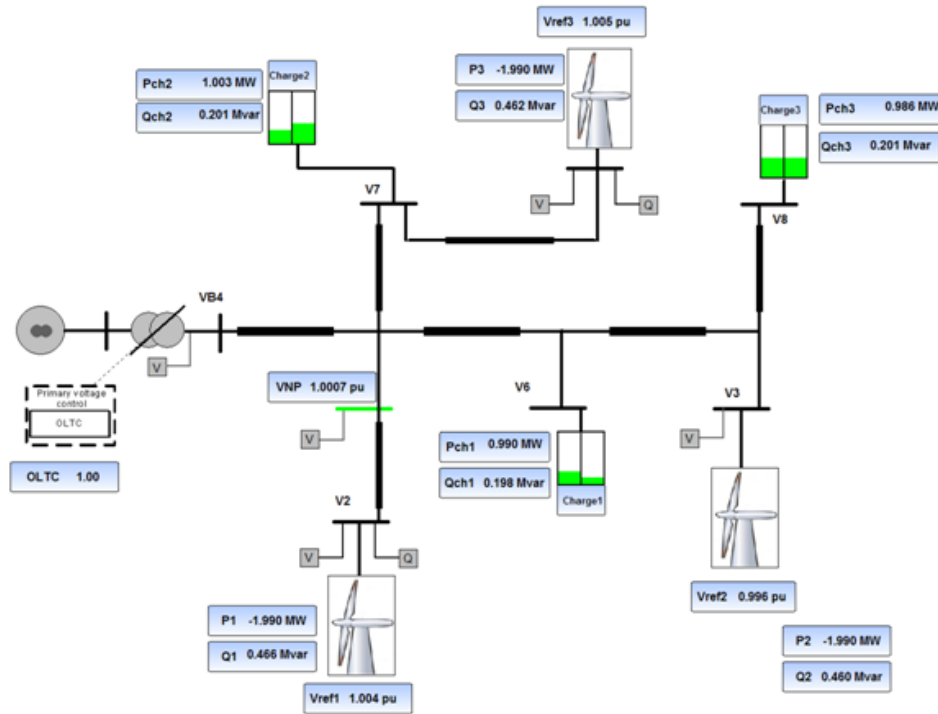 Vref3 1.005 pu
Pch2 1.003 MW
Qch2 0.201 Mvar
Charge2
P3 -1.990 MW
Q3 0.462 Mvar
Charge3
Pch3 0.986 MW
Qch3 0.201 Mvar
V7
V
Q
V8
VB4
V
Primary voltage
control
OLTC
OLTC 1.00
VNP 1.0007 pu
V
V6
Pch1 0.990 MW
Qch1 0.198 Mvar
Charge1
V3
V
V2
V
Q
Vref2 0.996 pu
P1 -1.990 MW
Q1 0.466 Mvar
Vref1 1.004 pu
P2 -1.990 MW
Q2 0.460 Mvar